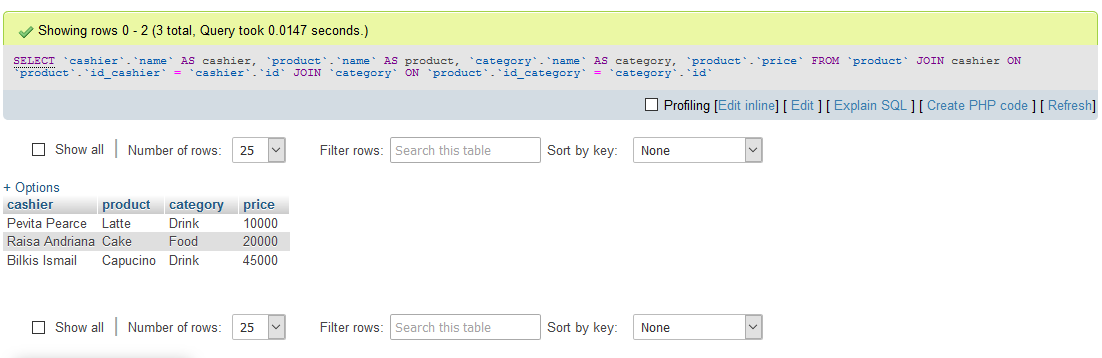 Showing rows 0 - 2 (3 total, Query took 0.0147 seconds.)
SELECT `cashier`.`name` AS cashier, `product`.`name` AS product, `category`.`name` AS category, `product`.`price` FROM `product` JOIN cashier ON
`product`.`id_cashier` = `cashier`.`id` JOIN `category` ON `product`.`id_category` = `category`.`id`
Profiling [Edit inline] [ Edit ] [ Explain SQL ] [ Create PHP code ] [ Refresh]
Show all Number of rows: 25 Filter rows: Search this table Sort by key: None
+ Options
cashier product category price
Pevita Pearce Latte Drink 10000
Raisa Andriana Cake Food 20000
Bilkis Ismail Capucino Drink 45000
Show all Number of rows: 25 Filter rows: Search this table Sort by key: None